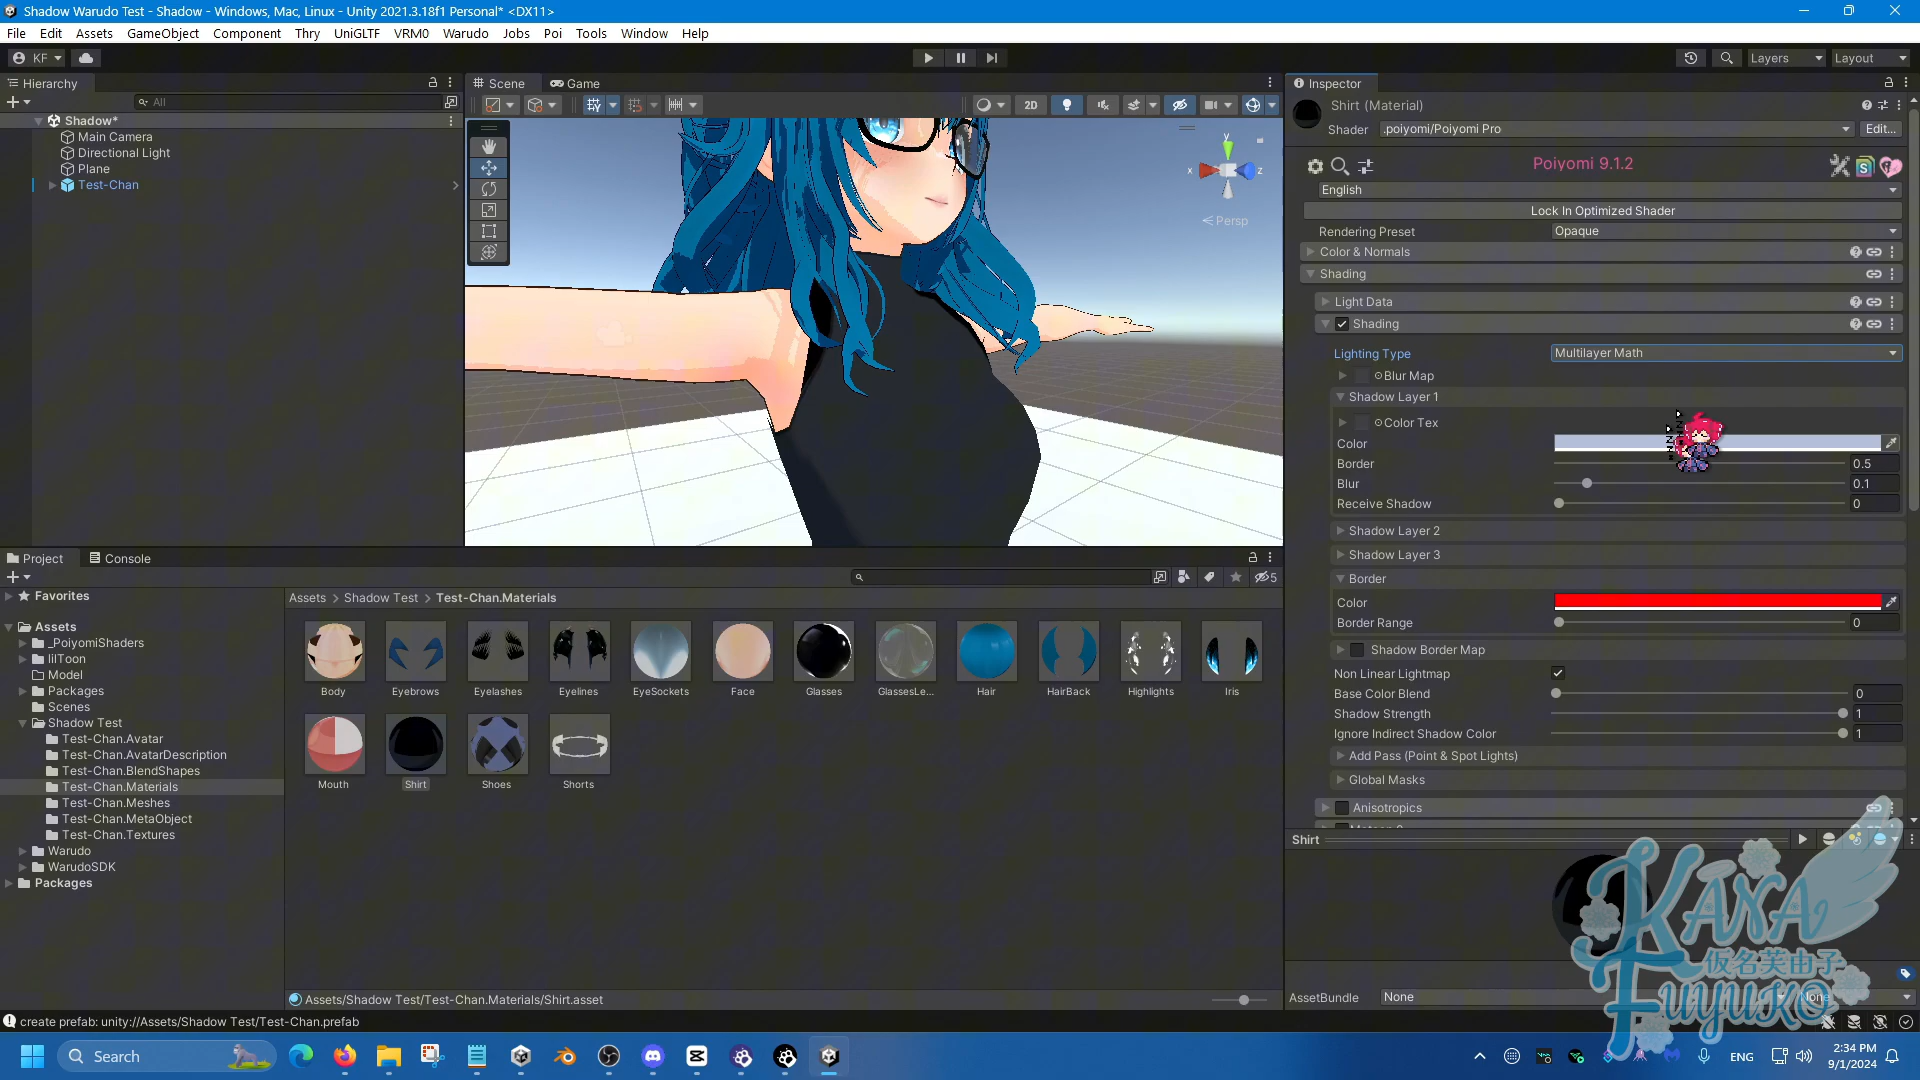 Shadow Warudo Test - Shadow - Windows, Mac, Linux - Unity 2021.3.18f1 Personal* <DX11>
File Edit Assets GameObject Component Thry UniGLTF VRM0 Warudo Jobs Poi Tools Window Help
KF Layers Layout
Hierarchy
All
Shadow*
Main Camera
Directional Light
Plane
Test-Chan
Scene Game
2D
y
x z
Persp
Inspector
Shirt (Material)
Shader .poiyomi/Poiyomi Pro Edit...
Poiyomi 9.1.2
English
Lock In Optimized Shader
Rendering Preset Opaque
Color & Normals
Shading
Light Data
Shading
Lighting Type Multilayer Math
Blur Map
Shadow Layer 1
Color Tex
Color
Border 0.5
Blur 0.1
Receive Shadow 0
Shadow Layer 2
Shadow Layer 3
Border
Color
Border Range 0
Shadow Border Map
Non Linear Lightmap
Base Color Blend 0
Shadow Strength 1
Ignore Indirect Shadow Color 1
Add Pass (Point & Spot Lights)
Global Masks
Anisotropics
Shirt
AssetBundle None None
Project Console
5
Favorites
Assets
_PoiyomiShaders
lilToon
Model
Packages
Scenes
Shadow Test
Test-Chan.Avatar
Test-Chan.AvatarDescription
Test-Chan.BlendShapes
Test-Chan.Materials
Test-Chan.Meshes
Test-Chan.MetaObject
Test-Chan.Textures
Warudo
WarudoSDK
Packages
Assets > Shadow Test > Test-Chan.Materials
Body Eyebrows Eyelashes Eyelines EyeSockets Face Glasses GlassesLe... Hair HairBack Highlights Iris
Mouth Shirt Shoes Shorts
Assets/Shadow Test/Test-Chan.Materials/Shirt.asset
create prefab: unity://Assets/Shadow Test/Test-Chan.prefab
KANA
仮名芙由子
FUYUKO
Search
ENG
2:34 PM
9/1/2024